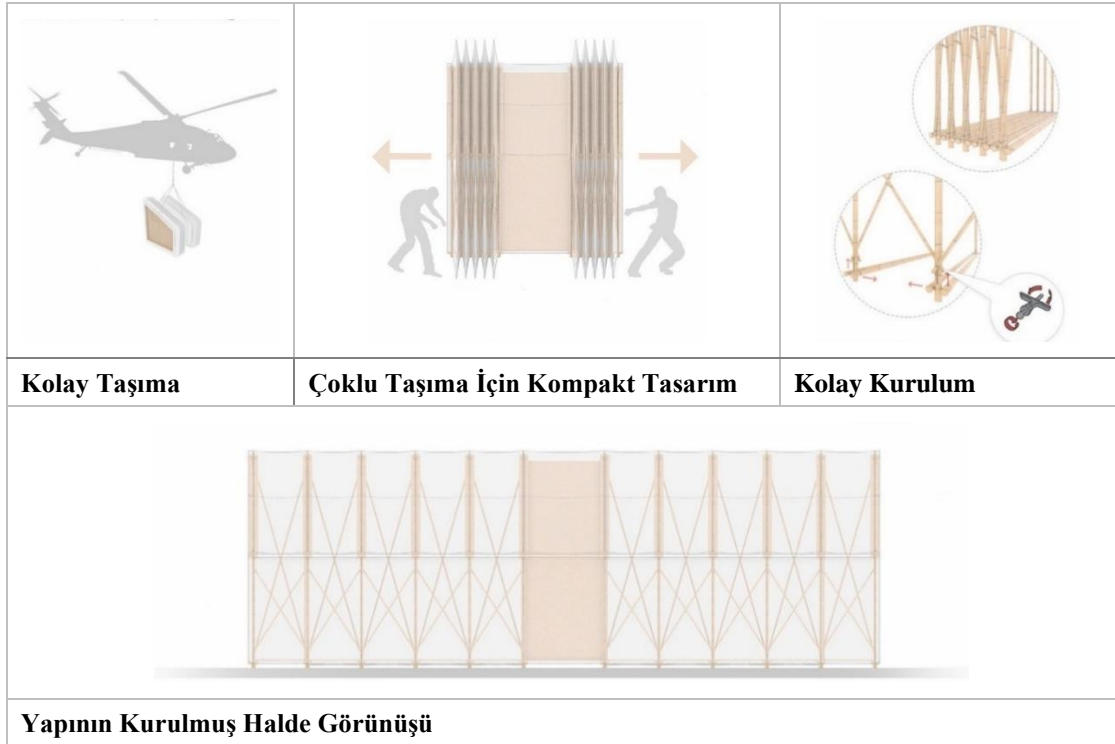 Kolay Taşıma
Çoklu Taşıma İçin Kompakt Tasarım
Kolay Kurulum
Yapının Kurulmuş Halde Görünüşü